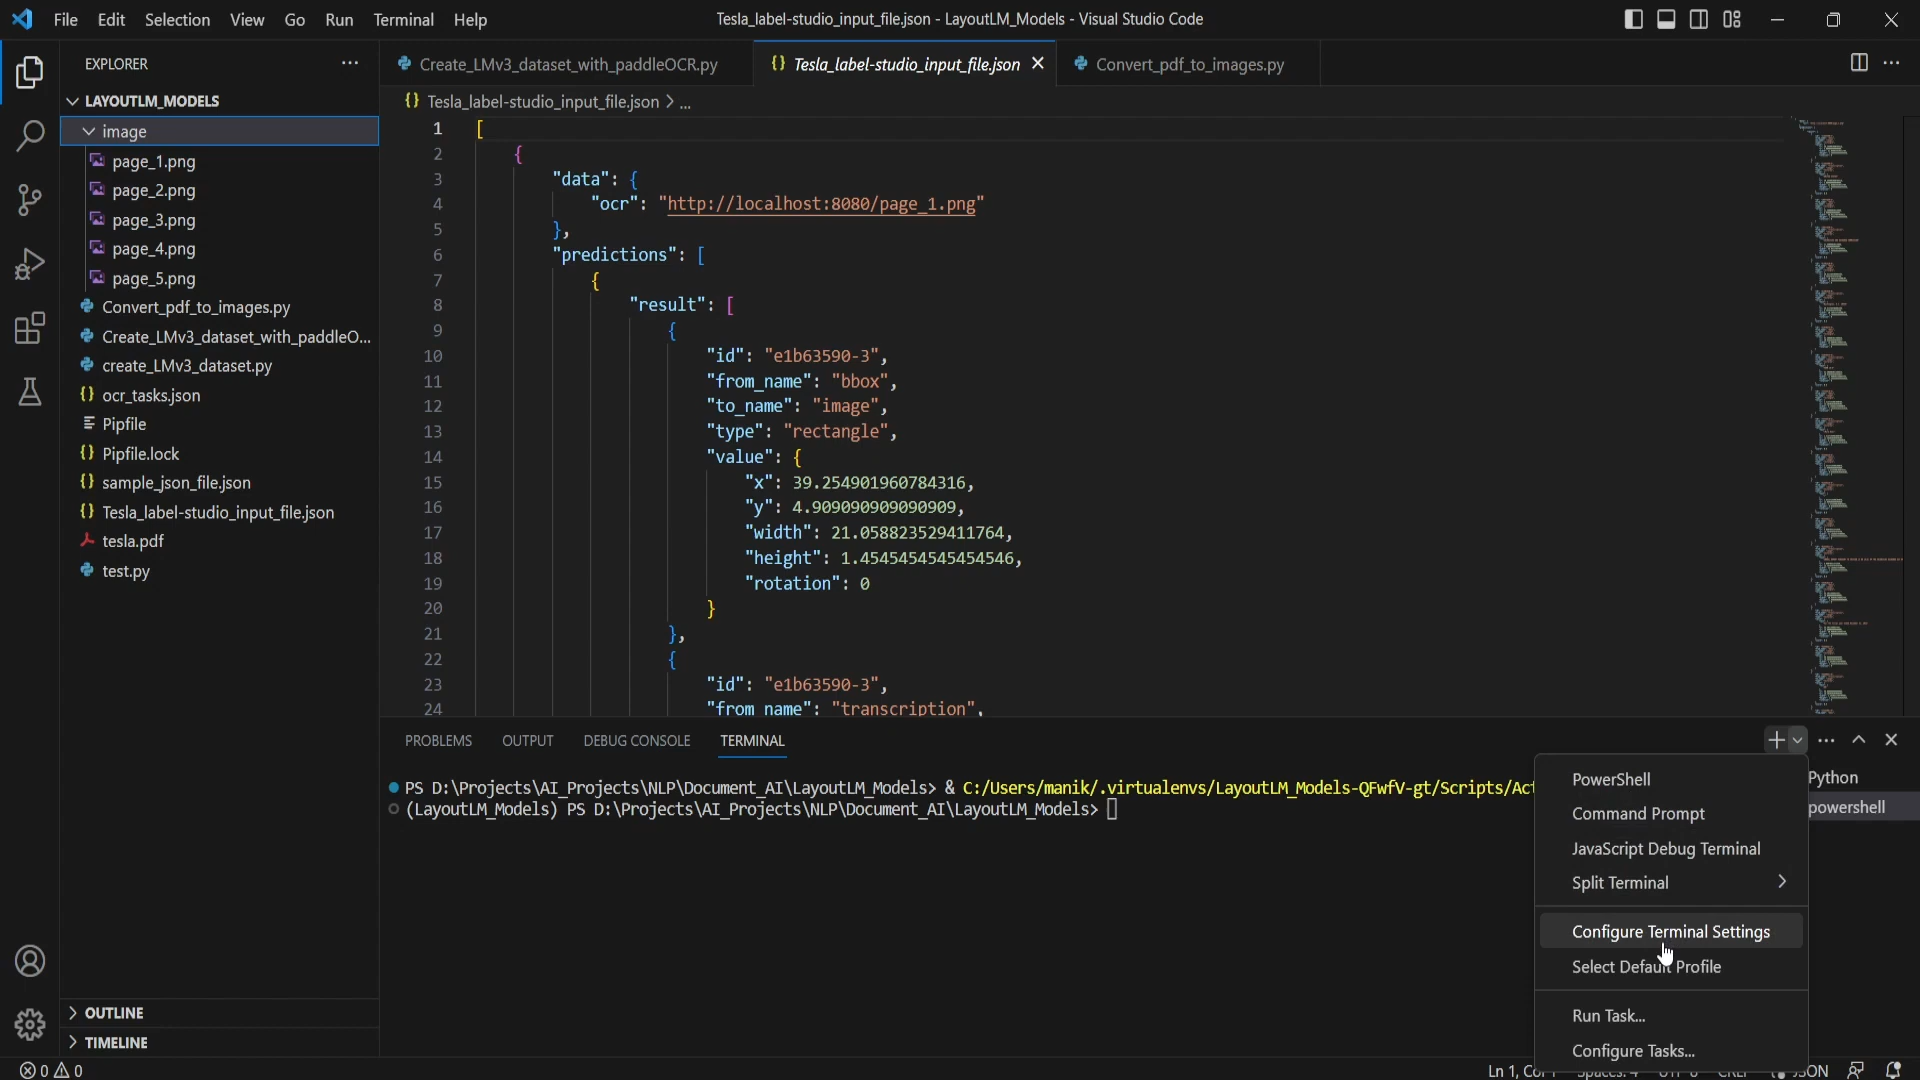 File Edit Selection View Go Run Terminal Help
Tesla_label-studio_input_file.json - LayoutLM_Models - Visual Studio Code
EXPLORER
LAYOUTLM_MODELS
image
page_1.png
page_2.png
page_3.png
page_4.png
page_5.png
Convert_pdf_to_images.py
Create_LMv3_dataset_with_paddleO...
create_LMv3_dataset.py
ocr_tasks.json
Pipfile
Pipfile.lock
sample_json_file.json
Tesla_label-studio_input_file.json
tesla.pdf
test.py
OUTLINE
TIMELINE
Create_LMv3_dataset_with_paddleOCR.py
Tesla_label-studio_input_file.json
Convert_pdf_to_images.py
Tesla_label-studio_input_file.json > ...
1 [
2 {
3 "data": {
4 "ocr": "http://localhost:8080/page_1.png"
5 },
6 "predictions": [
7 {
8 "result": [
9 {
10 "id": "e1b63590-3",
11 "from_name": "bbox",
12 "to_name": "image",
13 "type": "rectangle",
14 "value": {
15 "x": 39.254901960784316,
16 "y": 4.909090909090909,
17 "width": 21.058823529411764,
18 "height": 1.4545454545454546,
19 "rotation": 0
20 }
21 },
22 {
23 "id": "e1b63590-3",
24 "from_name": "transcription",
PROBLEMS OUTPUT DEBUG CONSOLE TERMINAL
PS D:\Projects\AI_Projects\NLP\Document_AI\LayoutLM_Models> & C:/Users/manik/.virtualenvs/LayoutLM_Models-QFwfV-gt/Scripts/Act
(LayoutLM_Models) PS D:\Projects\AI_Projects\NLP\Document_AI\LayoutLM_Models>
Python
powershell
PowerShell
Command Prompt
JavaScript Debug Terminal
Split Terminal
Configure Terminal Settings
Select Default Profile
Run Task...
Configure Tasks...
0 0
Ln 1,